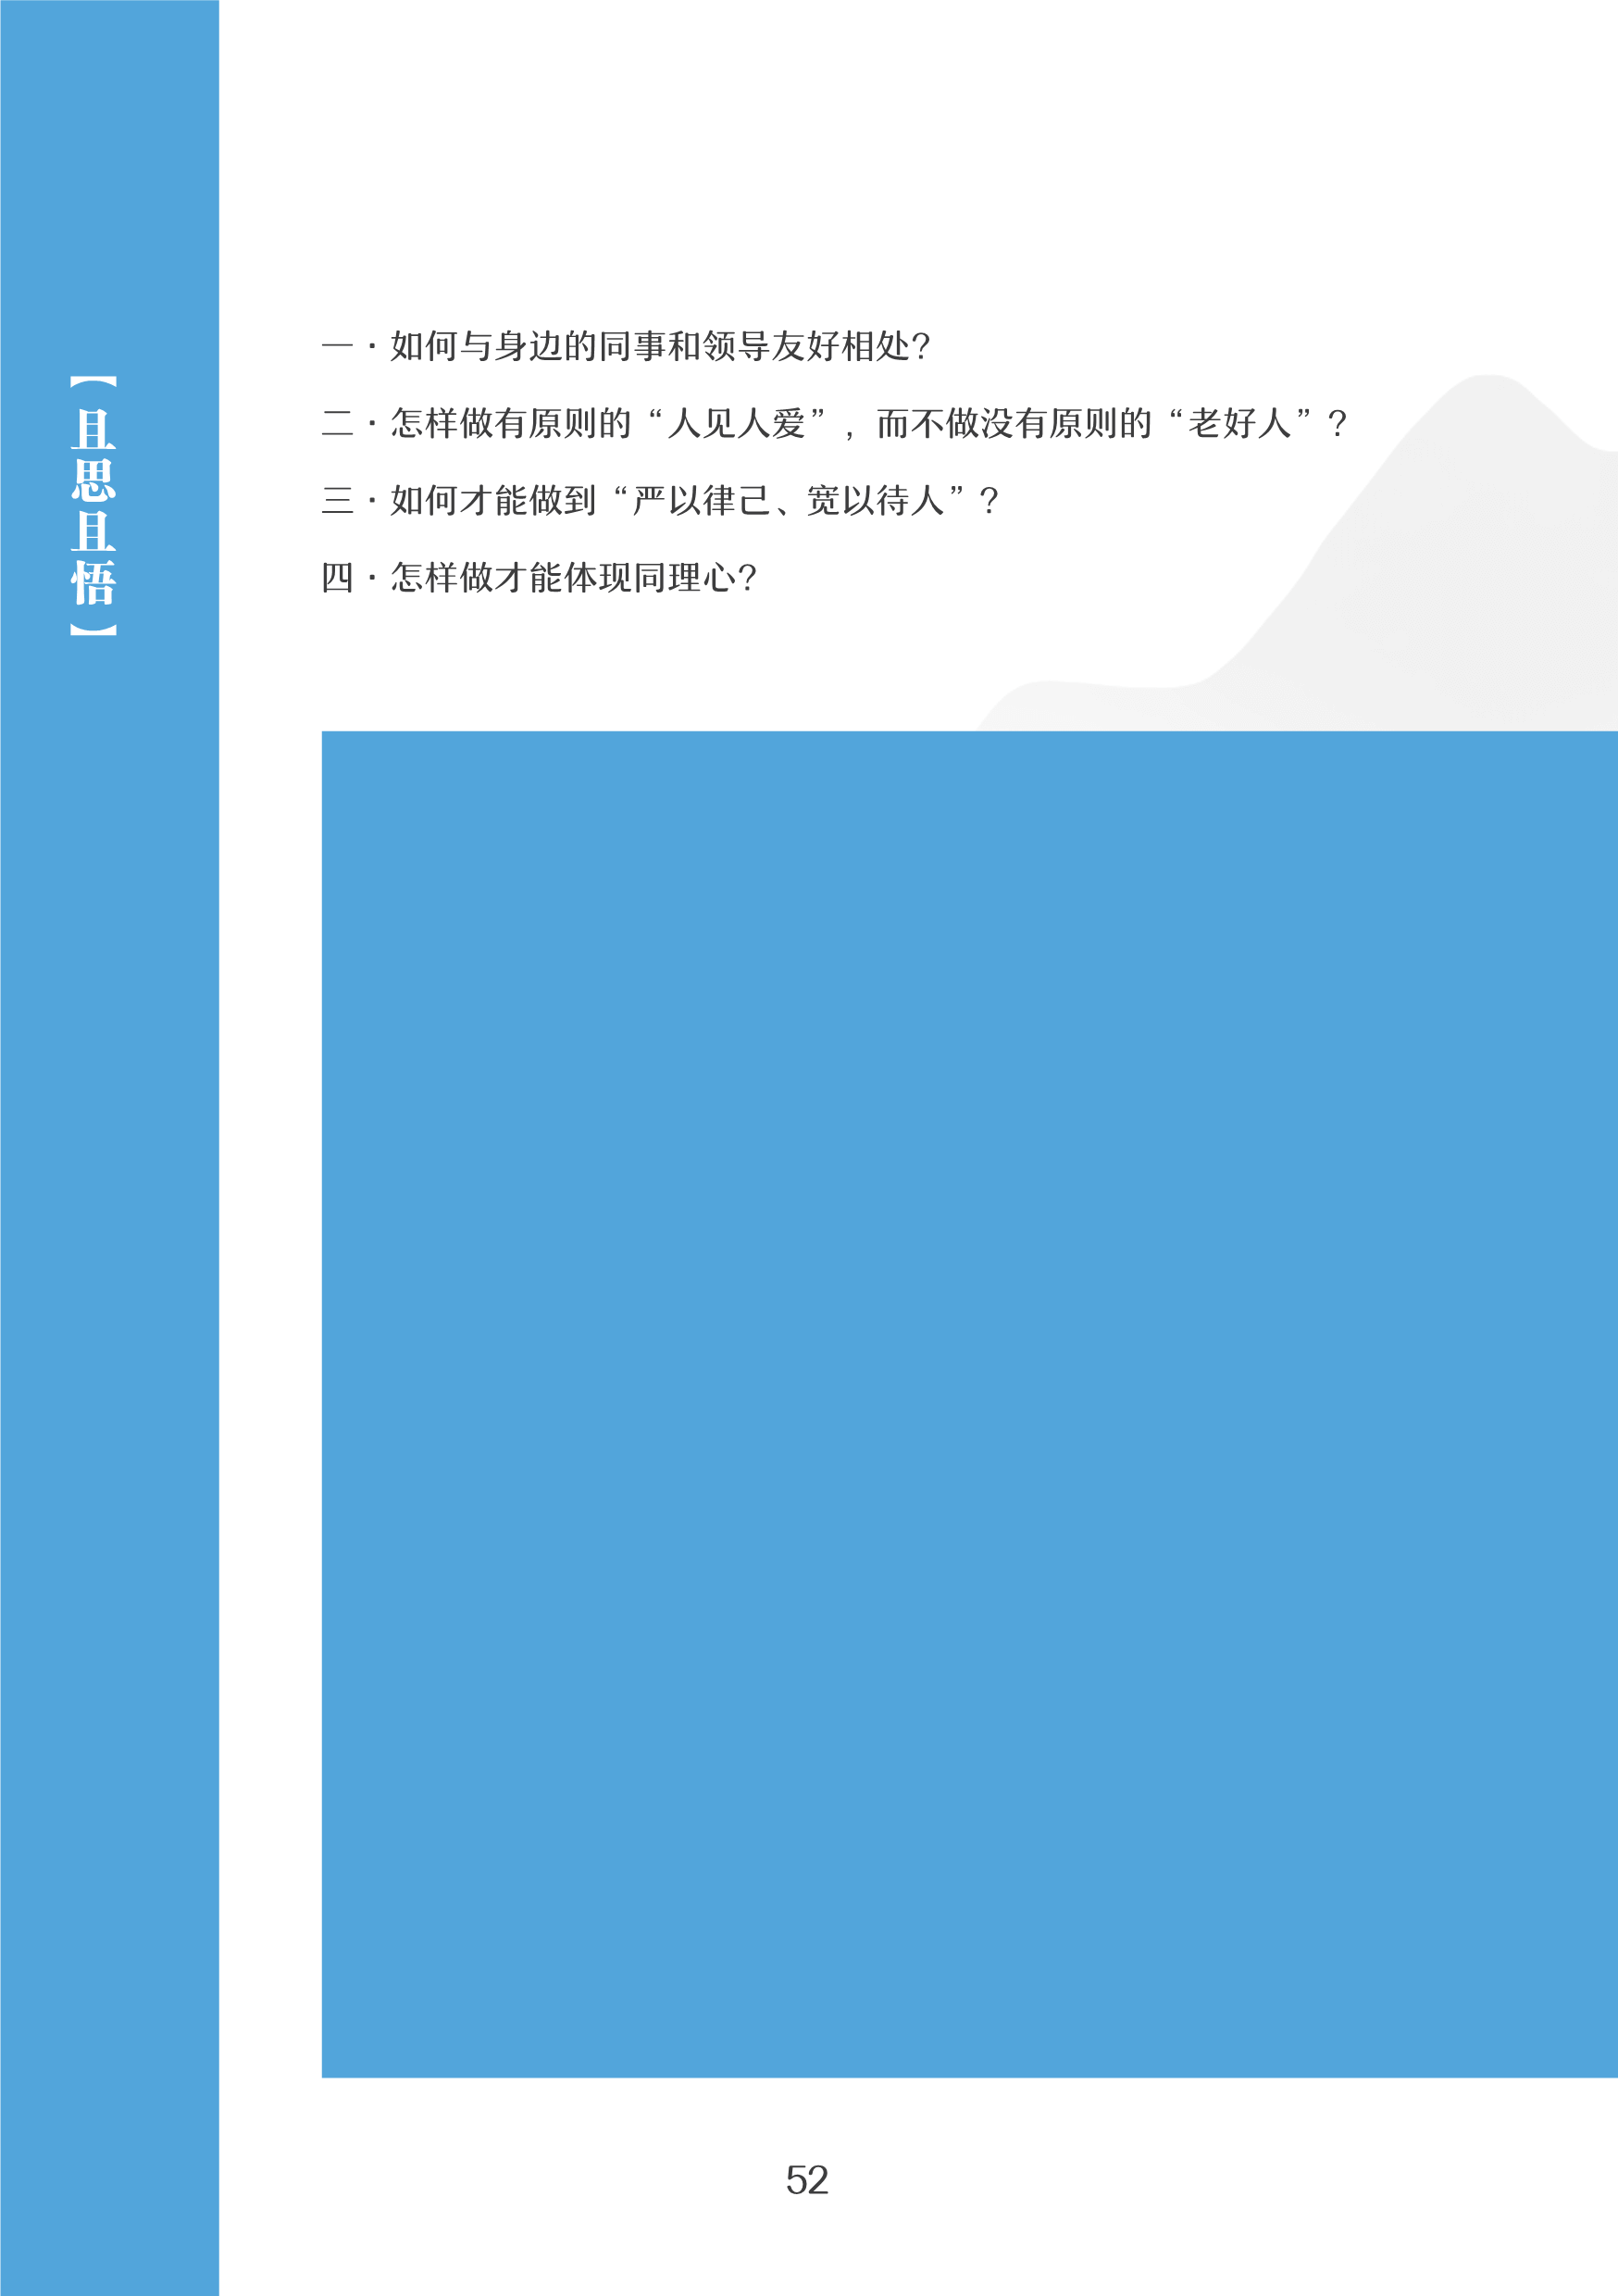 【且思且悟】
一·如何与身边的同事和领导友好相处?
二·怎样做有原则的“人见人爱”，而不做没有原则的“老好人”?
三·如何才能做到“严以律己、宽以待人”?
四·怎样做才能体现同理心?
52